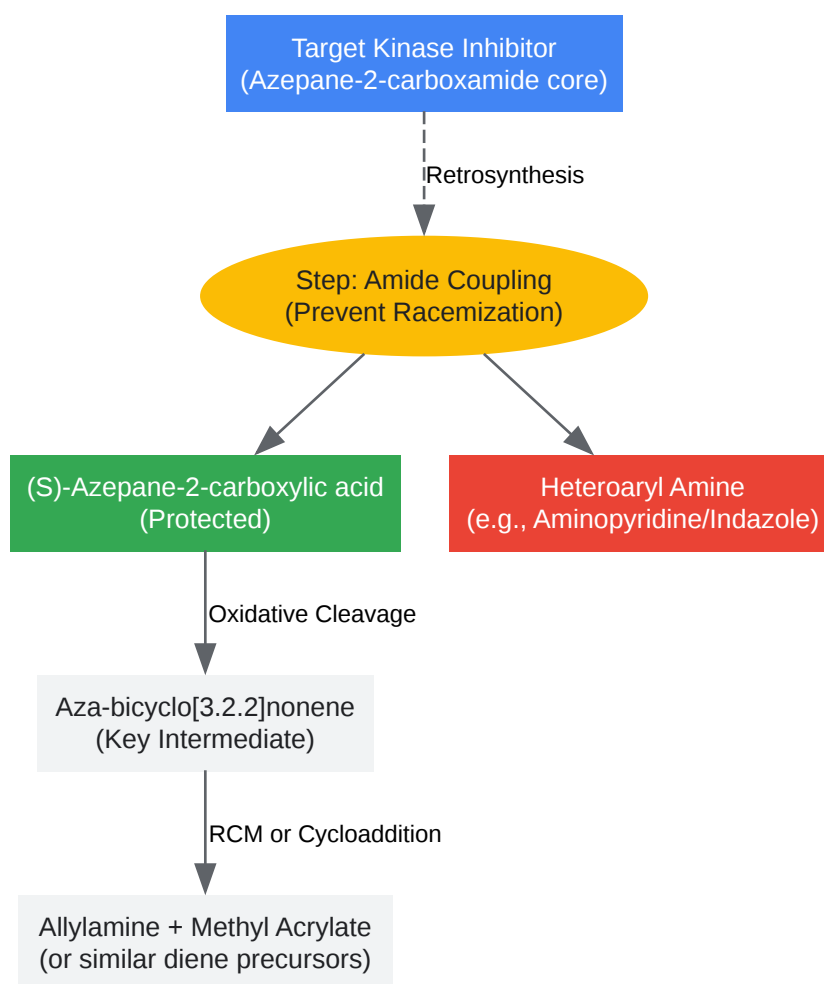 Target Kinase Inhibitor
(Azepane-2-carboxamide core)
Retrosynthesis
Step: Amide Coupling
(Prevent Racemization)
(S)-Azepane-2-carboxylic acid
(Protected)
Heteroaryl Amine
(e.g., Aminopyridine/Indazole)
Oxidative Cleavage
Aza-bicyclo[3.2.2]nonene
(Key Intermediate)
RCM or Cycloaddition
Allylamine + Methyl Acrylate
(or similar diene precursors)